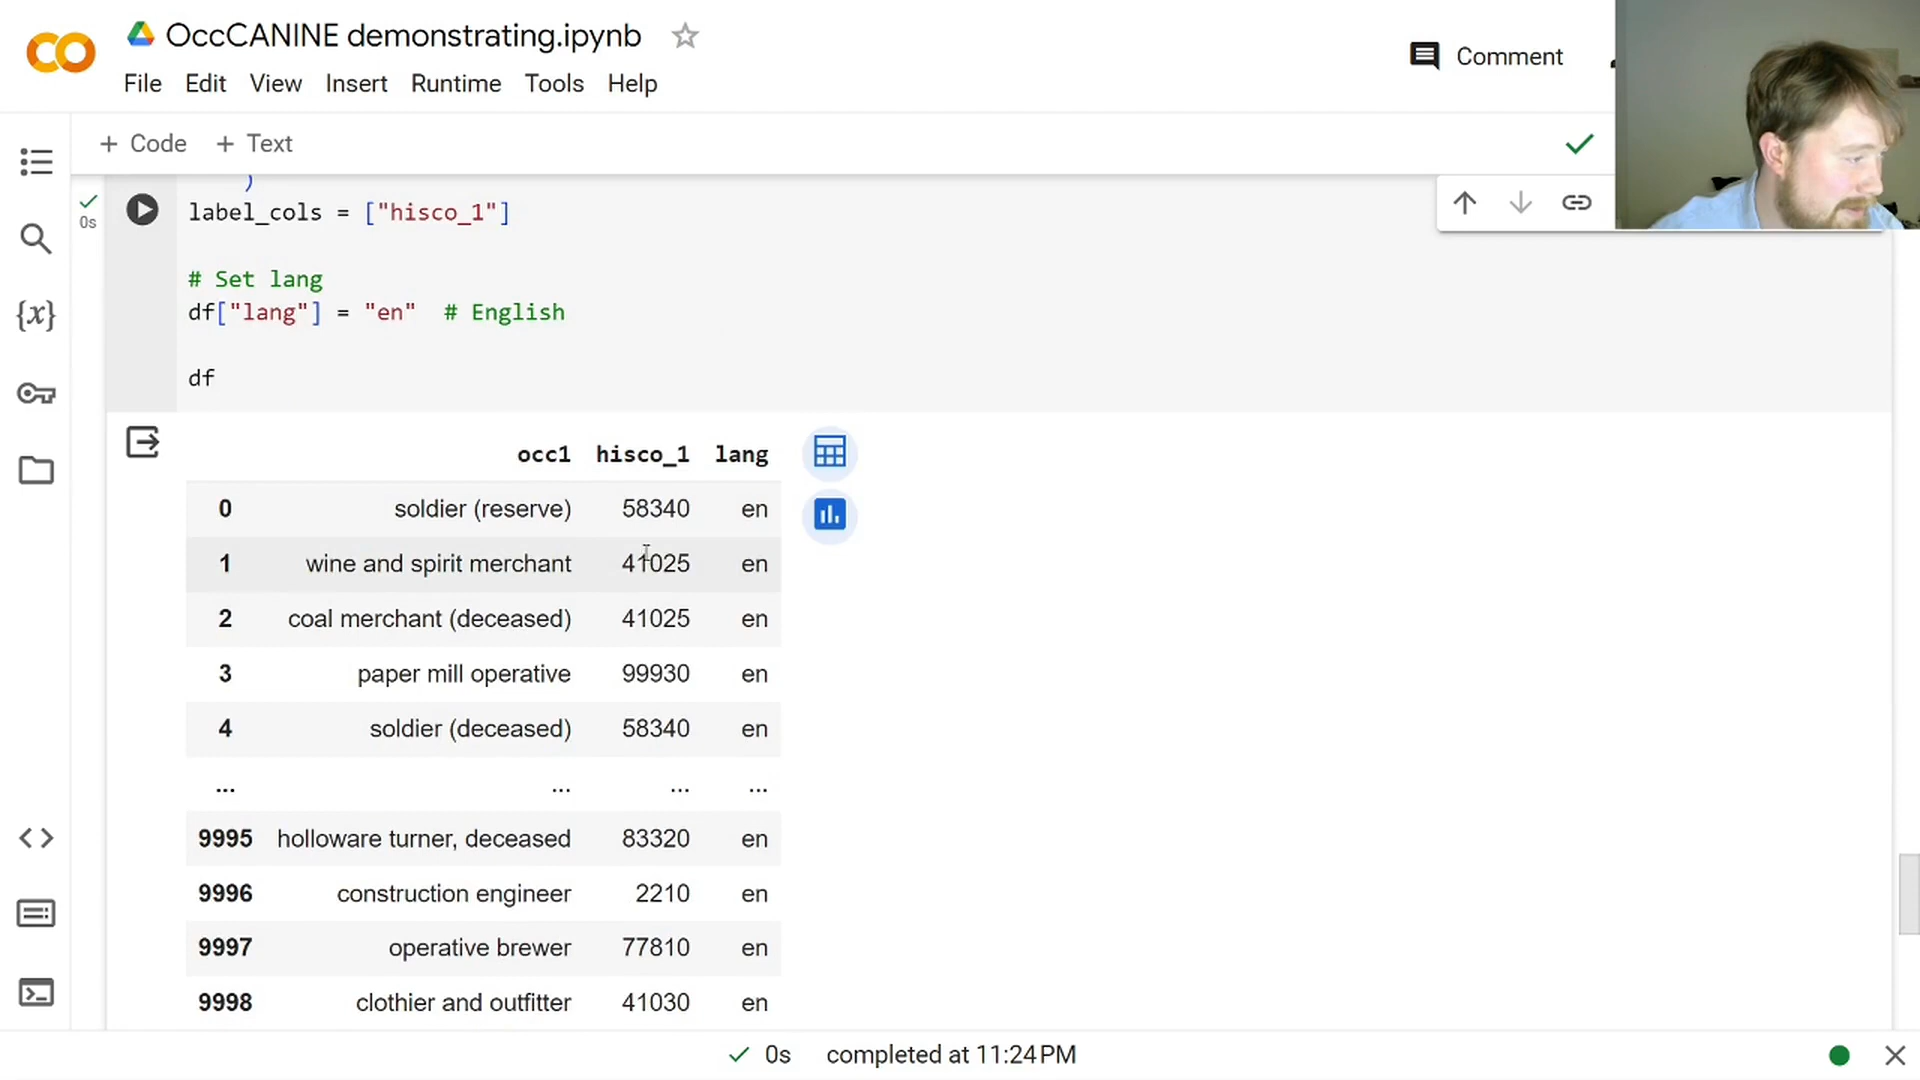 OccCANINE demonstrating.ipynb
File Edit View Insert Runtime Tools Help
Comment
+ Code + Text
)
0s
label_cols = ["hisco_1"]
# Set lang
df["lang"] = "en" # English
df
occ1 hisco_1 lang
0 soldier (reserve) 58340 en
1 wine and spirit merchant 41025 en
2 coal merchant (deceased) 41025 en
3 paper mill operative 99930 en
4 soldier (deceased) 58340 en
... ... ... ...
9995 holloware turner, deceased 83320 en
9996 construction engineer 2210 en
9997 operative brewer 77810 en
9998 clothier and outfitter 41030 en
0s completed at 11:24 PM